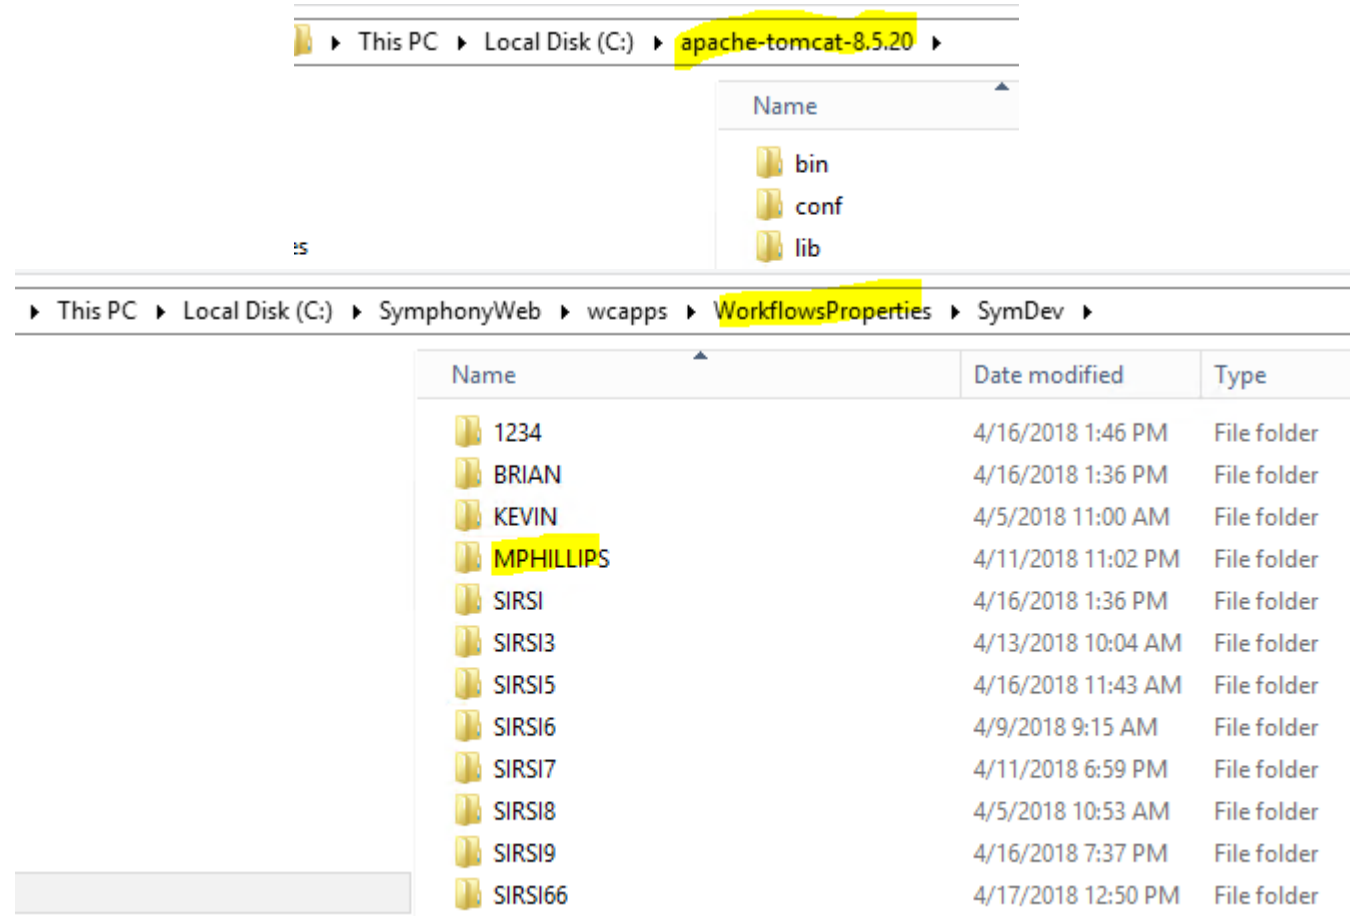 This PC Local Disk (C:) apache-tomcat-8.5.20
Name
bin
conf
es lib
This PC Local Disk (C:) SymphonyWeb wcapps WorkflowsProperties SymDev
Name Date modified Type
1234 4/16/2018 1:46 PM File folder
BRIAN 4/16/2018 1:36 PM File folder
KEVIN 4/5/2018 11:00 AM File folder
MPHILLIPS 4/11/2018 11:02 PM File folder
SIRSI 4/16/2018 1:36 PM File folder
SIRSI3 4/13/2018 10:04 AM File folder
SIRSI5 4/16/2018 11:43 AM File folder
SIRSI6 4/9/2018 9:15 AM File folder
SIRSI7 4/11/2018 6:59 PM File folder
SIRSI8 4/5/2018 10:53 AM File folder
SIRSI9 4/16/2018 7:37 PM File folder
SIRSI66 4/17/2018 12:50 PM File folder